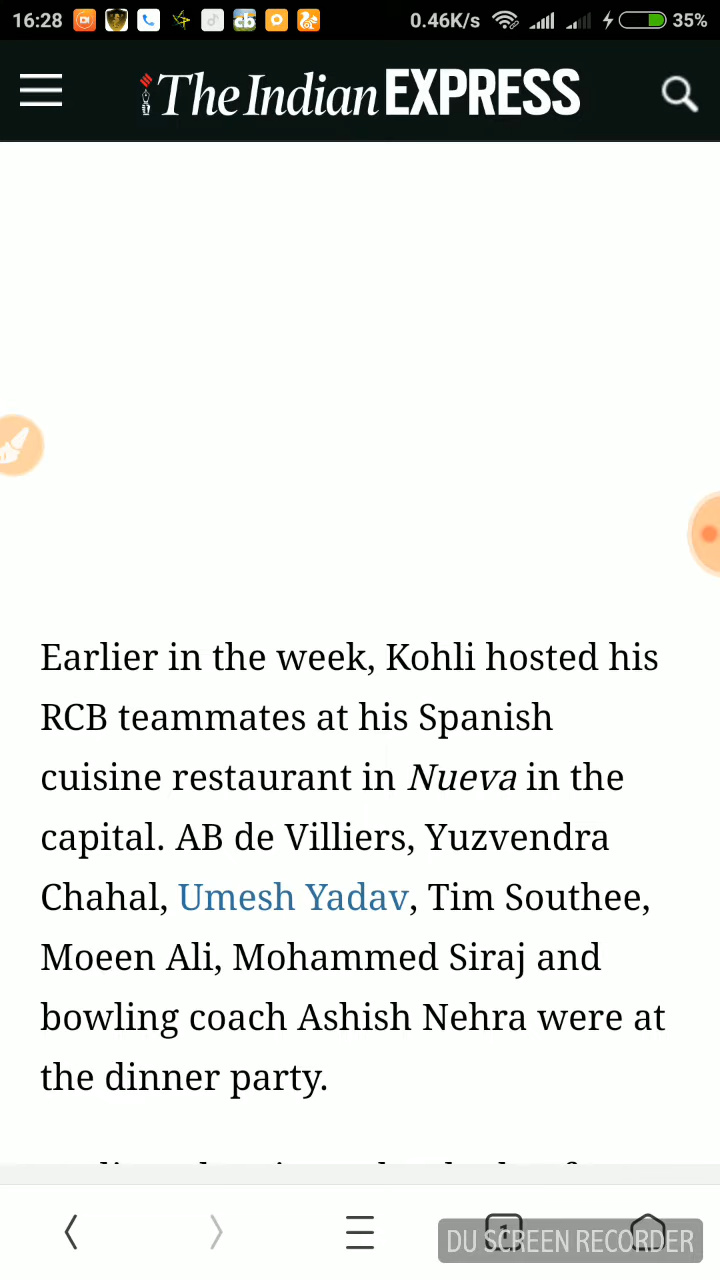 16:28 0.46K/s 35%
The Indian EXPRESS
Earlier in the week, Kohli hosted his
RCB teammates at his Spanish
cuisine restaurant in Nueva in the
capital. AB de Villiers, Yuzvendra
Chahal, Umesh Yadav, Tim Southee,
Moeen Ali, Mohammed Siraj and
bowling coach Ashish Nehra were at
the dinner party.
1
DU SCREEN RECORDER